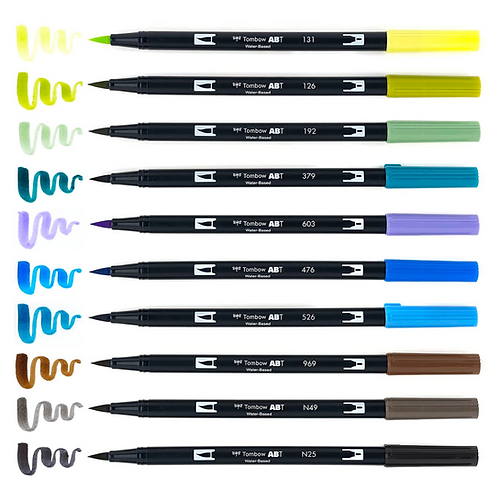 Tombow ABT 131
Water-Based
Tombow ABT 126
Water-Based
Tombow ABT 192
Water-Based
Tombow ABT 379
Water-Based
Tombow ABT 603
Water-Based
Tombow ABT 476
Water-Based
Tombow ABT 526
Water-Based
Tombow ABT 969
Water-Based
Tombow ABT N49
Water-Based
Tombow ABT N25
Water-Based